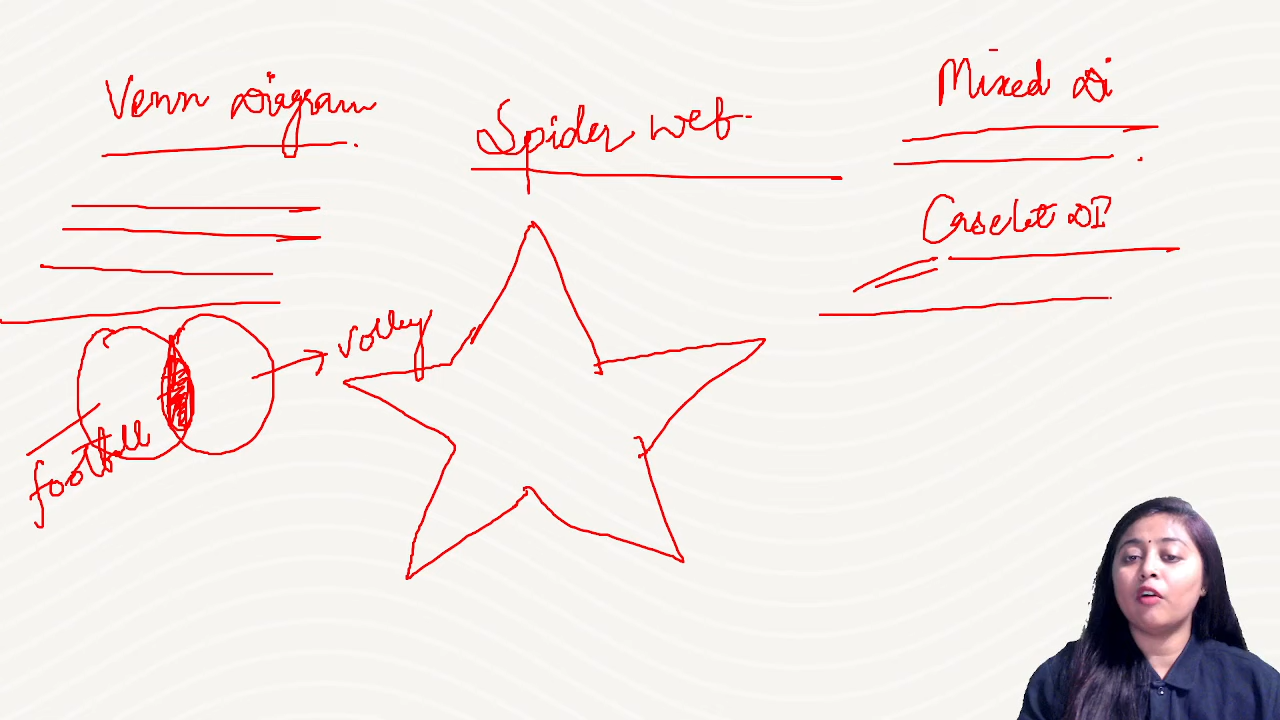 Venn Diagram
Spider web
Mixed DI
Caselet DI
volley
football